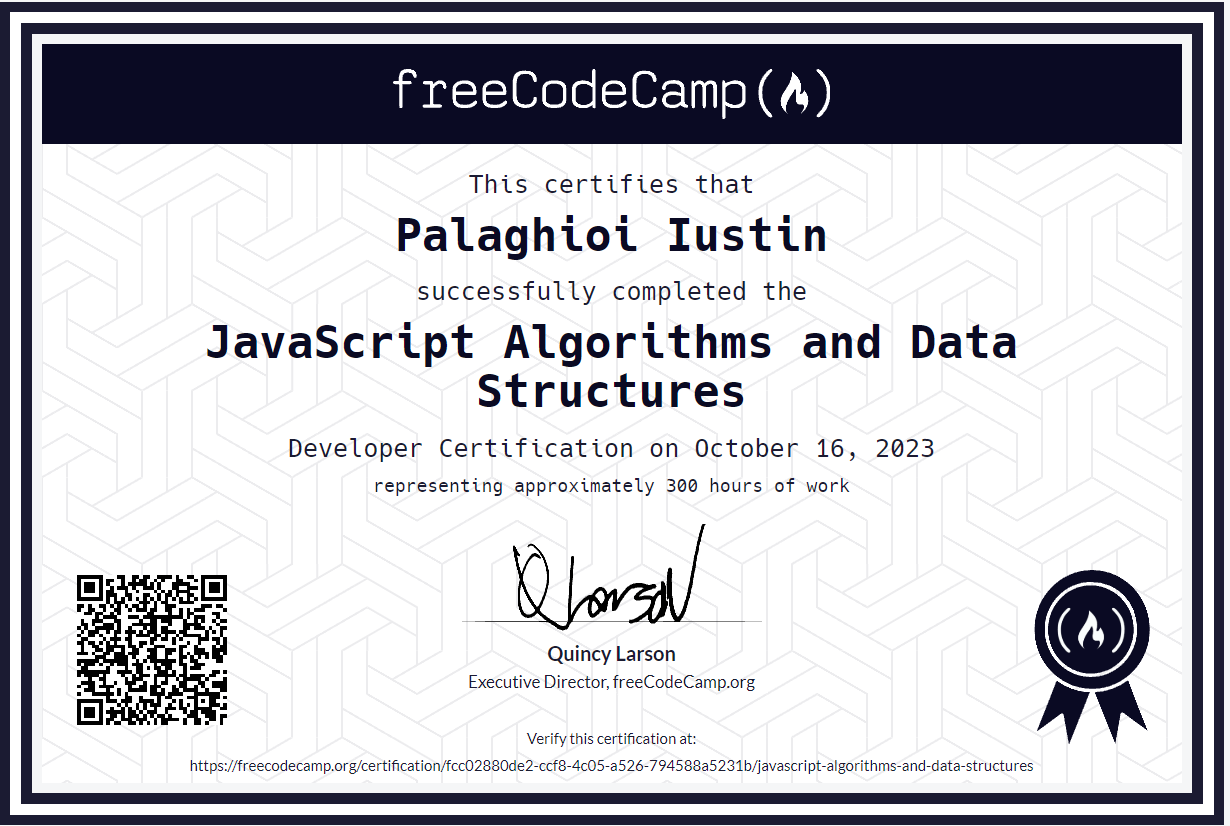 freeCodeCamp
This certifies that
Palaghioi Iustin
successfully completed the
JavaScript Algorithms and Data
Structures
Developer Certification on October 16, 2023
representing approximately 300 hours of work
Q Larson
Quincy Larson
Executive Director, freeCodeCamp.org
Verify this certification at:
https://freecodecamp.org/certification/fcc02880de2-ccf8-4c05-a526-794588a5231b/javascript-algorithms-and-data-structures